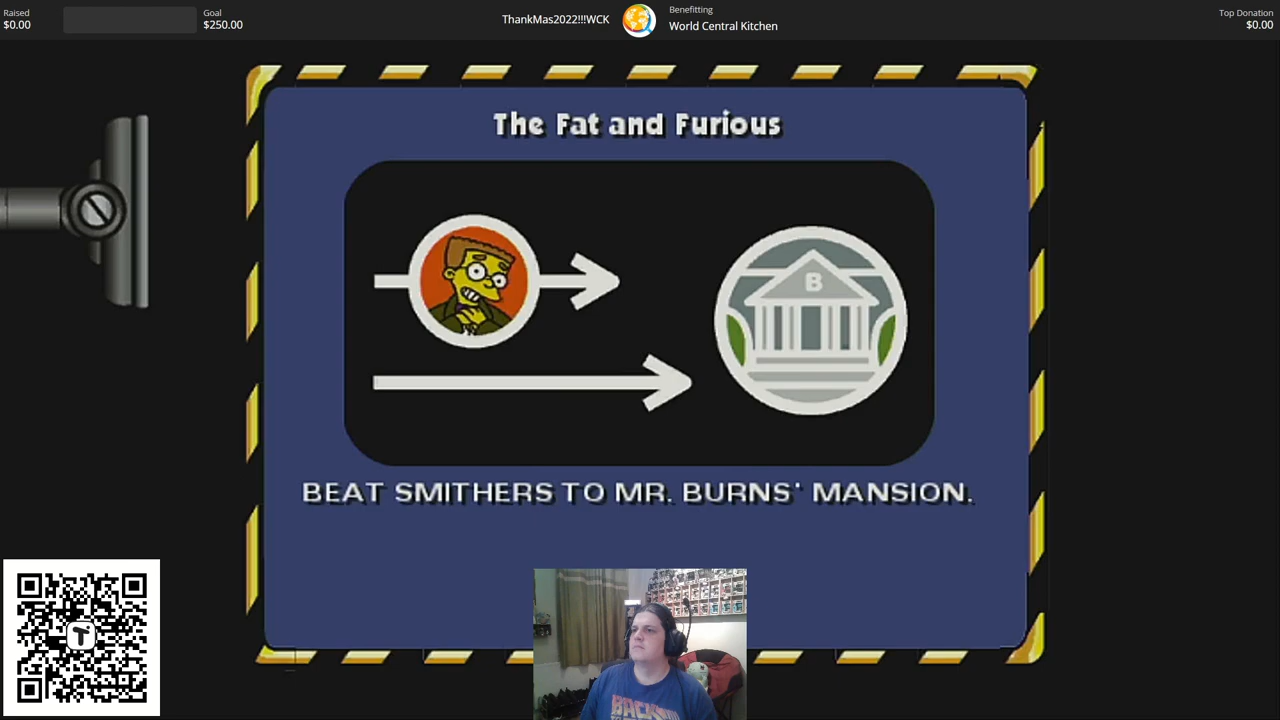 Raised
$0.00
Goal
$250.00
ThankMas2022!!!WCK
Benefitting
World Central Kitchen
Top Donation
$0.00
The Fat and Furious
B
BEAT SMITHERS TO MR. BURNS' MANSION.
T
BACK